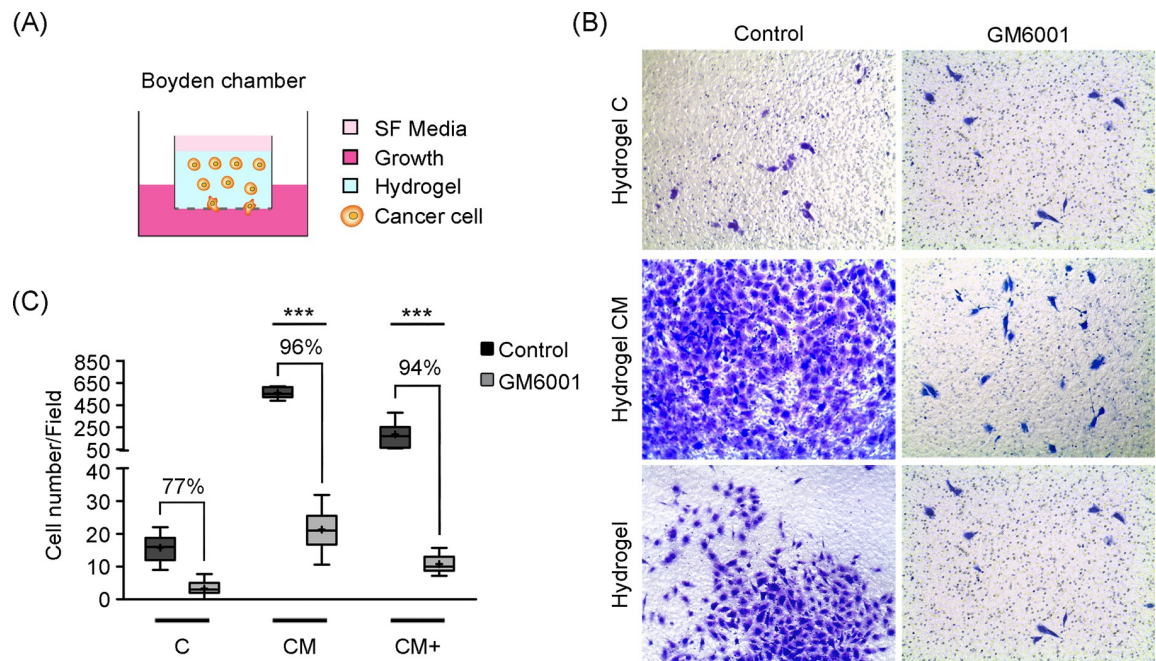 (A)
Boyden chamber
SF Media
Growth
Hydrogel
Cancer cell
(B)
Control
GM6001
Hydrogel C
Hydrogel CM
Hydrogel
(C)
Cell number/Field
850
650
450
250
50
40
30
20
10
0
77%
***
96%
***
94%
Control
GM6001
C
CM
CM+